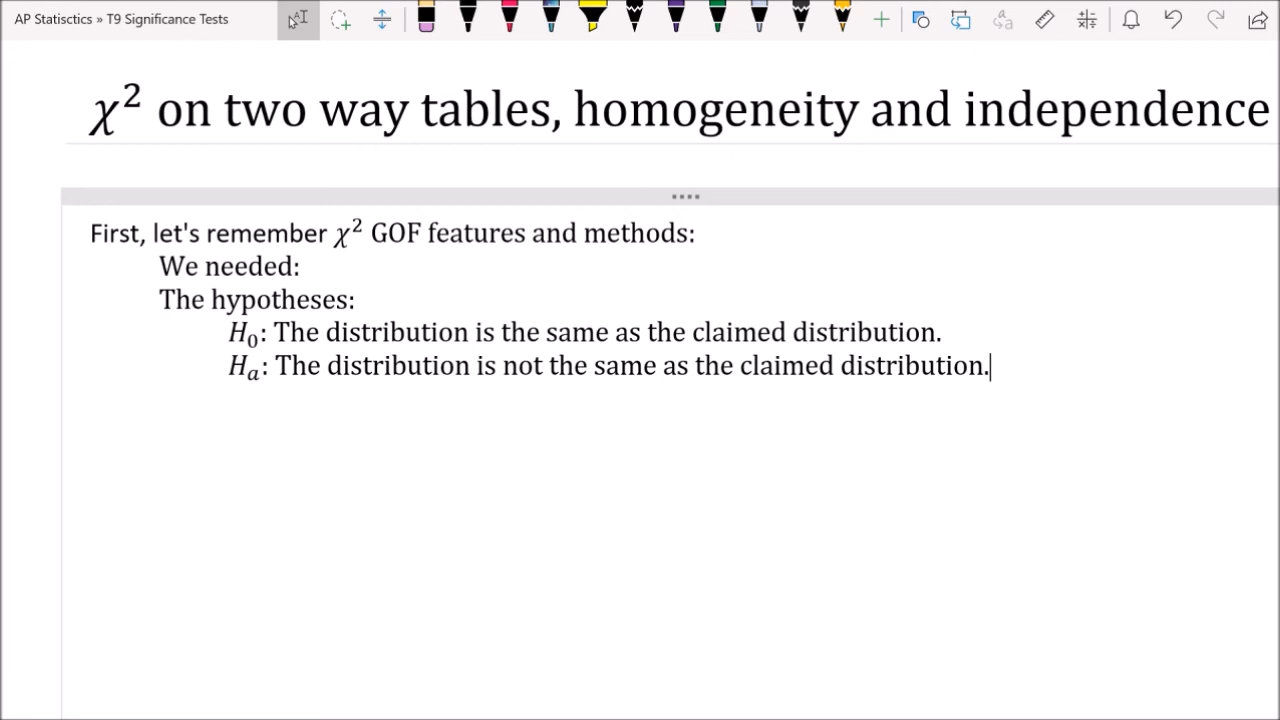 AP Statisctics » T9 Significance Tests
χ² on two way tables, homogeneity and independence
First, let's remember χ² GOF features and methods:
We needed:
The hypotheses:
H₀: The distribution is the same as the claimed distribution.
Hₐ: The distribution is not the same as the claimed distribution.